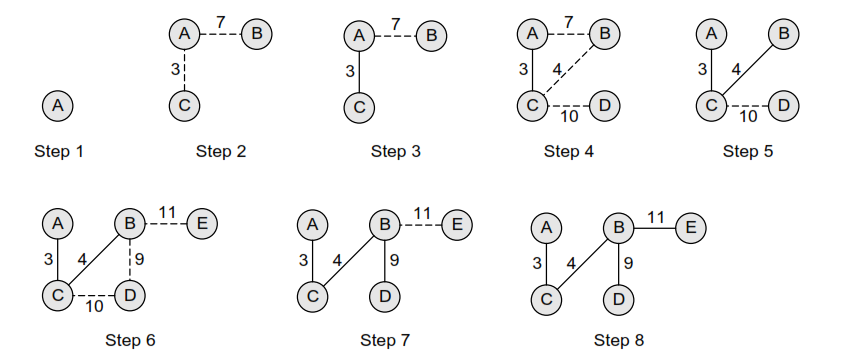 A
Step 1
A 7 B
3
C
Step 2
A 7 B
3
C
Step 3
A 7 B
3 4
C 10 D
Step 4
A B
3 4
C 10 D
Step 5
A B 11 E
3 4 9
C 10 D
Step 6
A B 11 E
3 4 9
C D
Step 7
A B 11 E
3 4 9
C D
Step 8